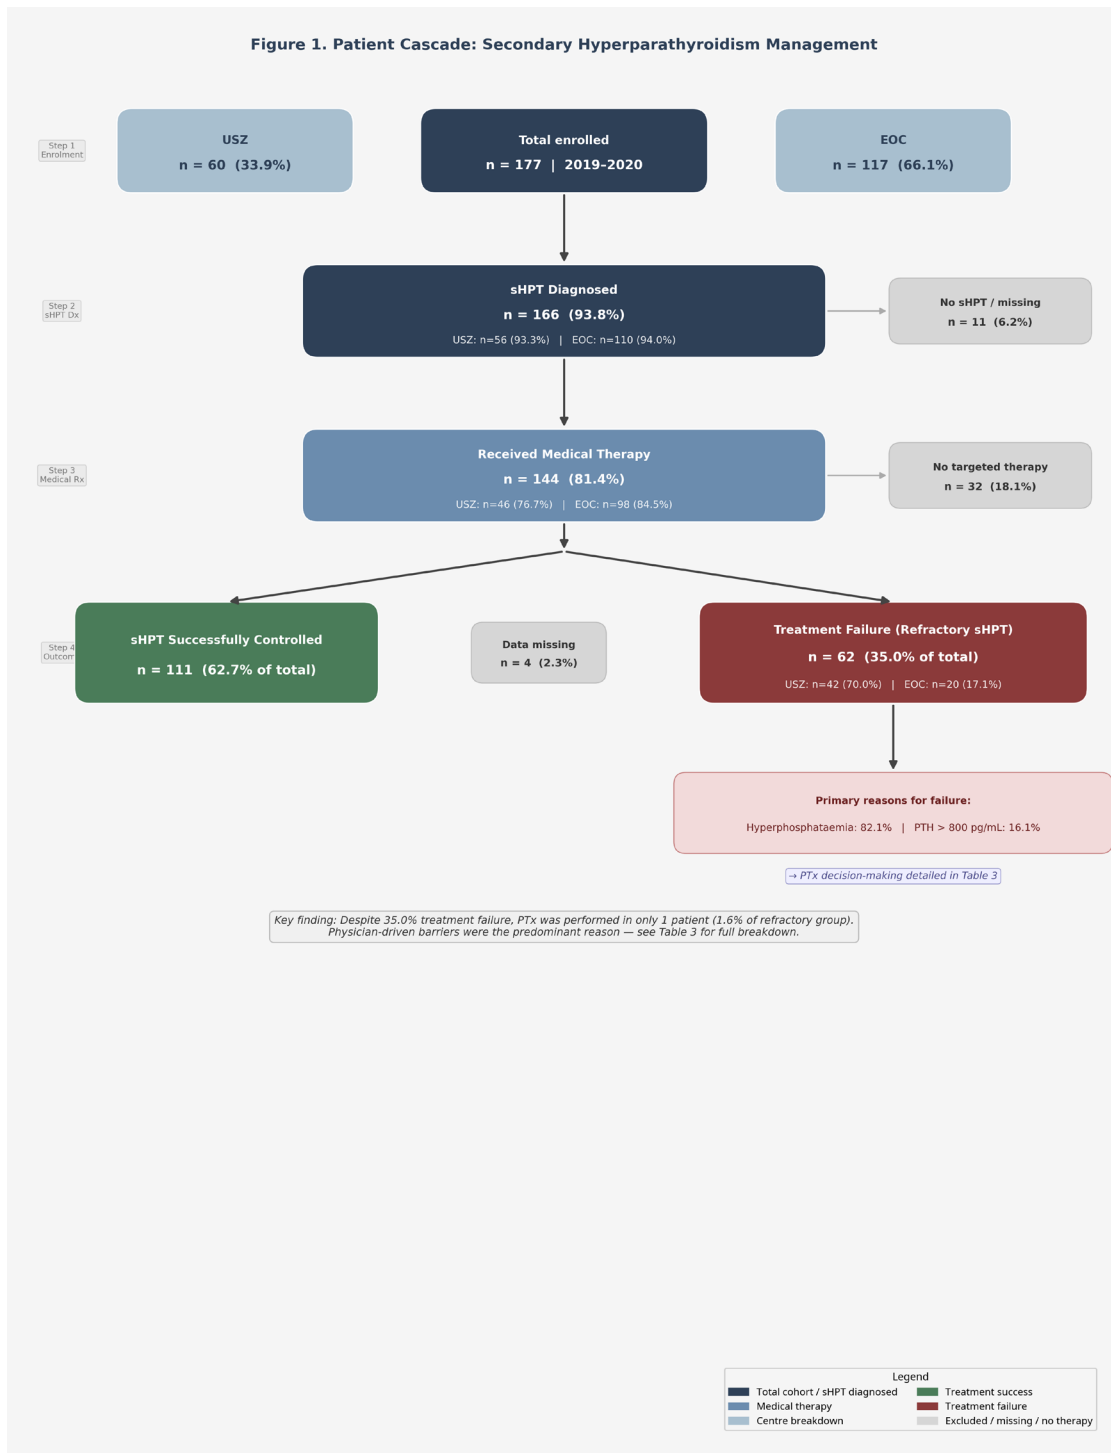 Figure 1. Patient Cascade: Secondary Hyperparathyroidism Management
Step 1
Enrolment
USZ
n = 60 (33.9%)
Total enrolled
n = 177 | 2019–2020
EOC
n = 117 (66.1%)
Step 2
sHPT Dx
sHPT Diagnosed
n = 166 (93.8%)
USZ: n=56 (93.3%) | EOC: n=110 (94.0%)
No sHPT / missing
n = 11 (6.2%)
Step 3
Medical Rx
Received Medical Therapy
n = 144 (81.4%)
USZ: n=46 (76.7%) | EOC: n=98 (84.5%)
No targeted therapy
n = 32 (18.1%)
Step 4
Outcom
sHPT Successfully Controlled
n = 111 (62.7% of total)
Data missing
n = 4 (2.3%)
Treatment Failure (Refractory sHPT)
n = 62 (35.0% of total)
USZ: n=42 (70.0%) | EOC: n=20 (17.1%)
Primary reasons for failure:
Hyperphosphataemia: 82.1% | PTH > 800 pg/mL: 16.1%
→ PTx decision-making detailed in Table 3
Key finding: Despite 35.0% treatment failure, PTx was performed in only 1 patient (1.6% of refractory group).
Physician-driven barriers were the predominant reason — see Table 3 for full breakdown.
Legend
Total cohort / sHPT diagnosed
Medical therapy
Centre breakdown
Treatment success
Treatment failure
Excluded / missing / no therapy